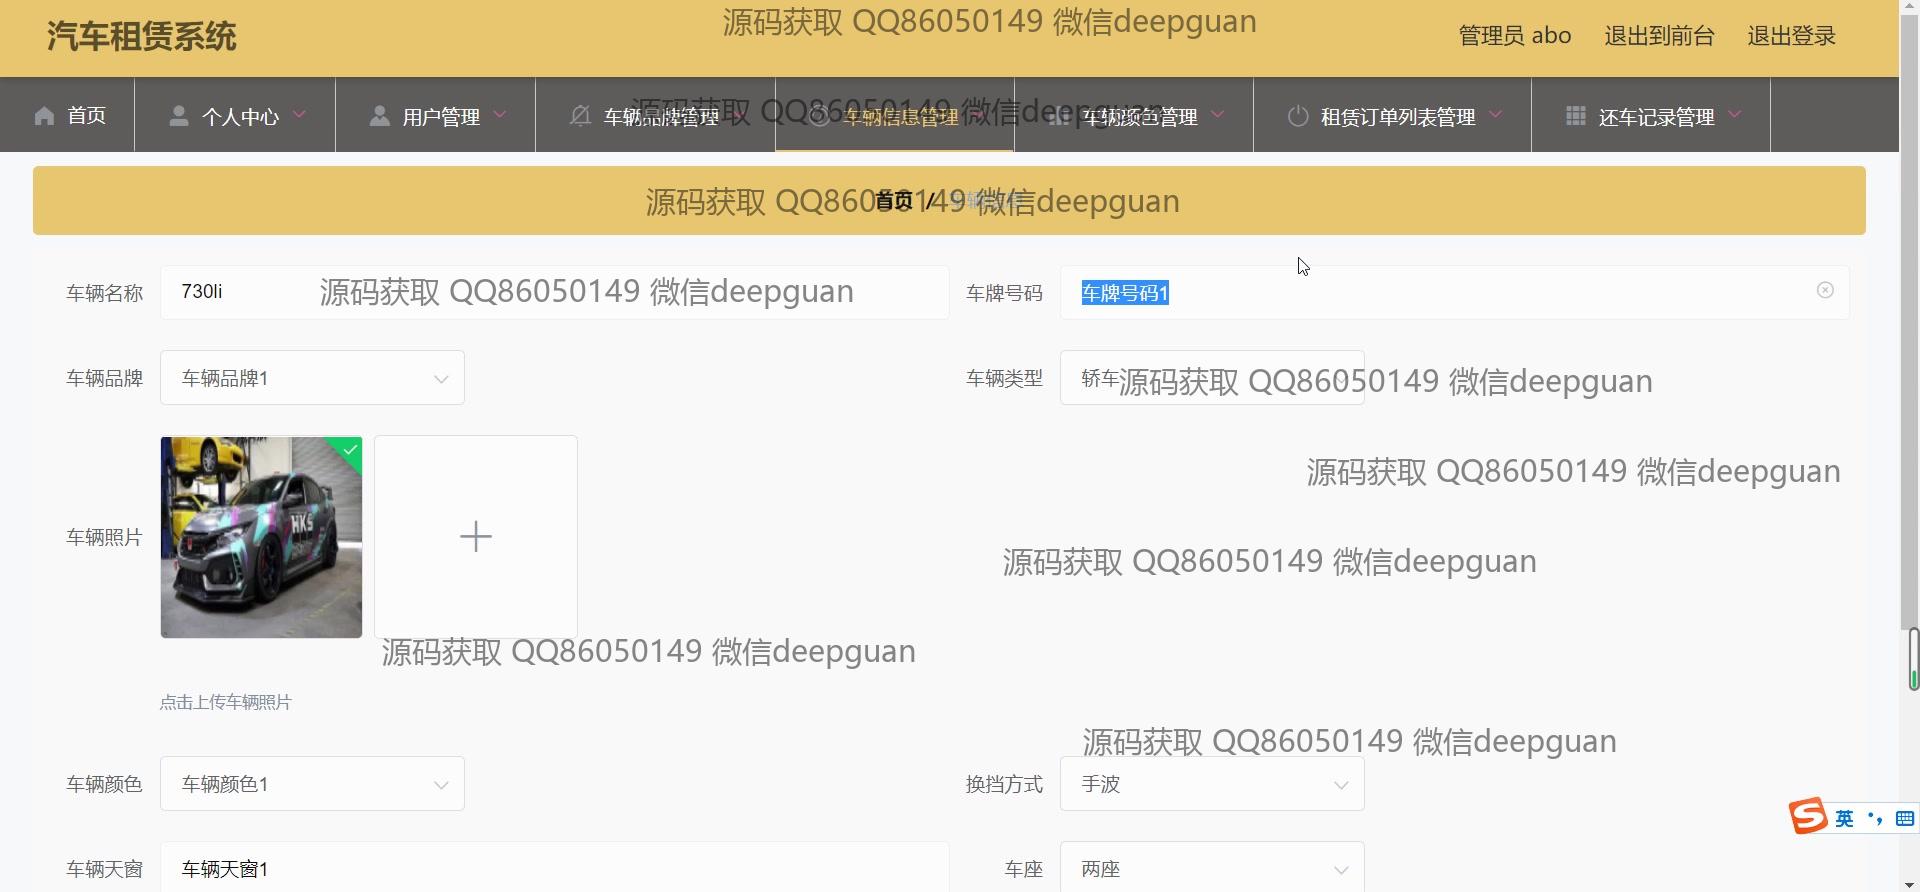 源码获取 QQ86050149 微信deepguan
汽车租赁系统
管理员 abo
退出到前台
退出登录
首页
个人中心
用户管理
车辆品牌管理
车辆信息管理
车辆颜色管理
租赁订单列表管理
还车记录管理
源码获取 QQ86050149 微信deepguan
首页 /
源码获取 QQ86050149 微信deepguan
车辆名称
730li
源码获取 QQ86050149 微信deepguan
车牌号码
车牌号码1
车辆品牌
车辆品牌1
车辆类型
轿车
源码获取 QQ86050149 微信deepguan
源码获取 QQ86050149 微信deepguan
车辆照片
HKS
源码获取 QQ86050149 微信deepguan
源码获取 QQ86050149 微信deepguan
点击上传车辆照片
源码获取 QQ86050149 微信deepguan
车辆颜色
车辆颜色1
换挡方式
手波
英
车辆天窗
车辆天窗1
车座
两座